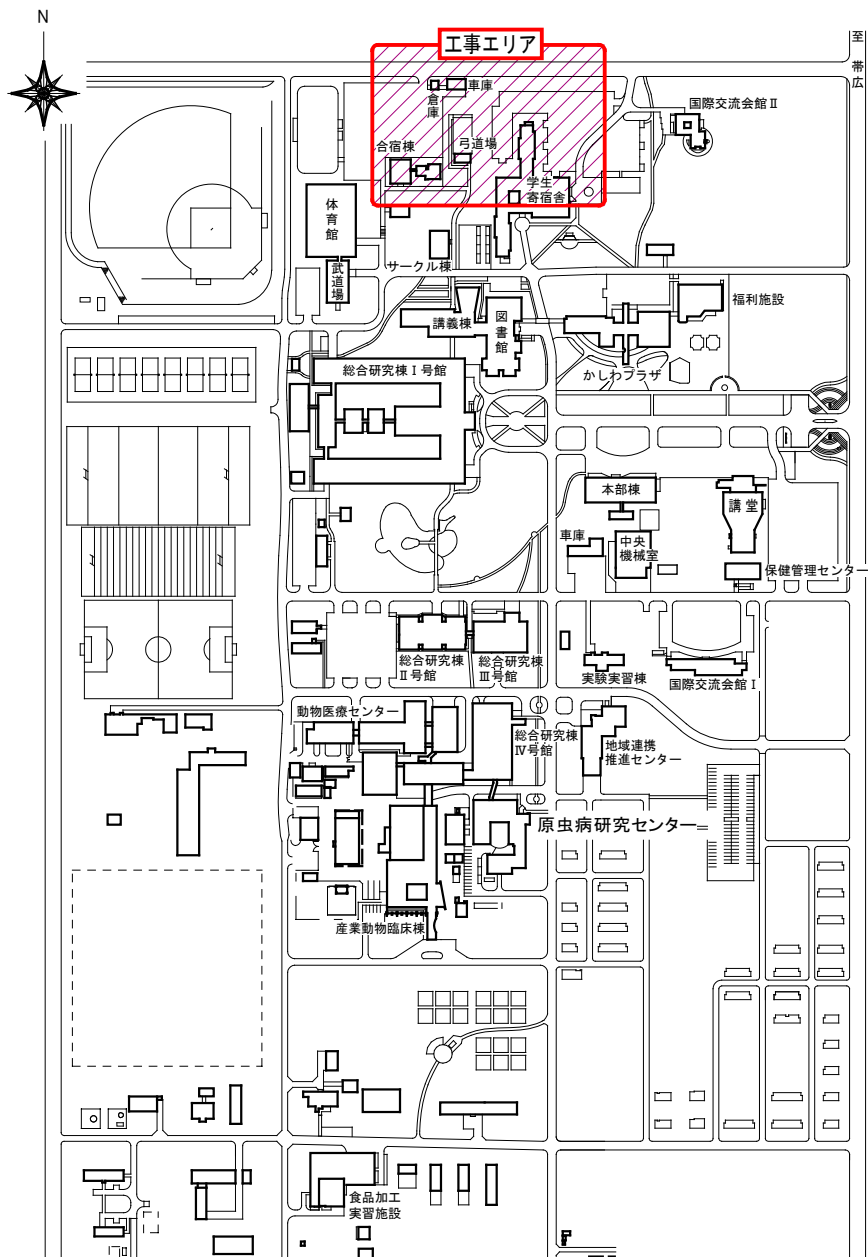 N
工事エリア
至
帯
広
車庫
倉
庫
国際交流会館Ⅱ
弓道場
合宿棟
学生
寄宿舎
体
育
館
サークル棟
武
道
場
福利施設
図
書
館
講義棟
総合研究棟Ⅰ号館
かしわプラザ
本部棟
講堂
車庫
中央
機械室
保健管理センター
総合研究棟
Ⅱ号館
総合研究棟
Ⅲ号館
実験実習棟
国際交流会館Ⅰ
動物医療センター
総合研究棟
Ⅳ号館
地域連携
推進センター
原虫病研究センター
産業動物臨床棟
食品加工
実習施設